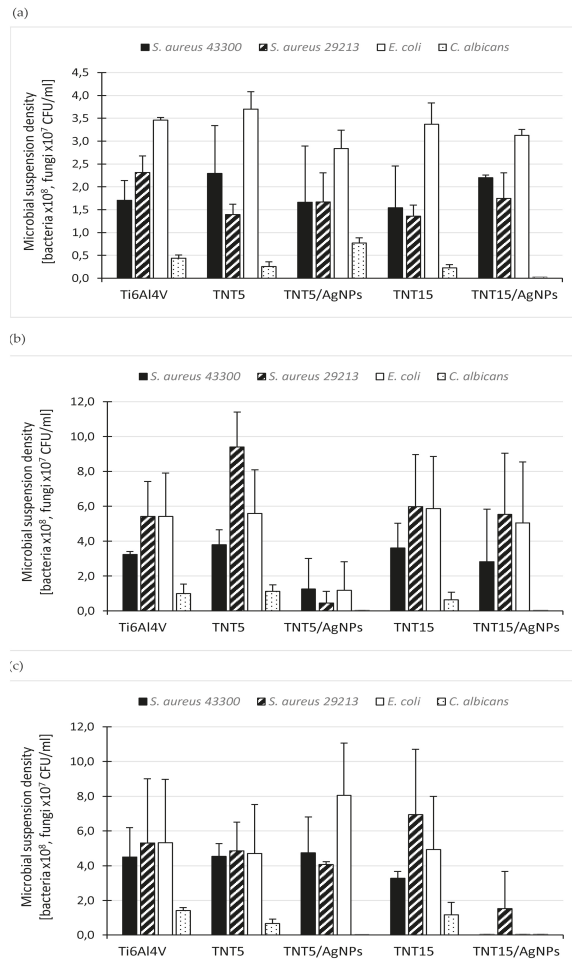 (a)
■ S. aureus 43300 ▨ S. aureus 29213 □ E. coli ▫ C. albicans
Microbial suspension density
[bacteria x10⁸, fungi x10⁷ CFU/ml]
4,5
4,0
3,5
3,0
2,5
2,0
1,5
1,0
0,5
0,0
Ti6Al4V TNT5 TNT5/AgNPs TNT15 TNT15/AgNPs
(b)
■ S. aureus 43300 ▨ S. aureus 29213 □ E. coli ▫ C. albicans
Microbial suspension density
[bacteria x10⁸, fungi x10⁷ CFU/ml]
12,0
10,0
8,0
6,0
4,0
2,0
0,0
Ti6Al4V TNT5 TNT5/AgNPs TNT15 TNT15/AgNPs
(c)
■ S. aureus 43300 ▨ S. aureus 29213 □ E. coli ▫ C. albicans
Microbial suspension density
[bacteria x10⁸, fungi x10⁷ CFU/ml]
12,0
10,0
8,0
6,0
4,0
2,0
0,0
Ti6Al4V TNT5 TNT5/AgNPs TNT15 TNT15/AgNPs